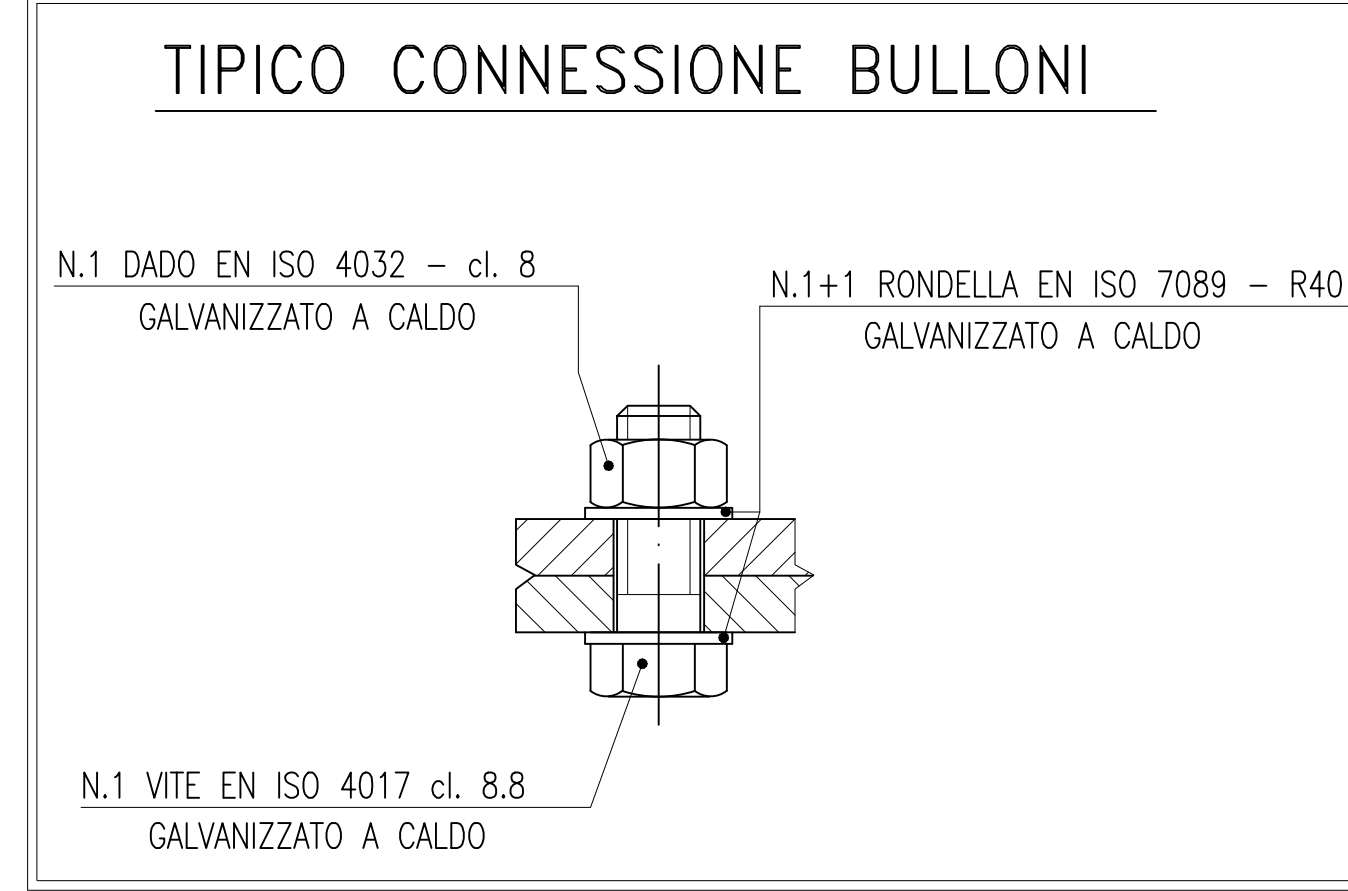 TIPICO CONNESSIONE BULLONI
N.1 DADO EN ISO 4032 – cl. 8
GALVANIZZATO A CALDO
N.1+1 RONDELLA EN ISO 7089 – R40
GALVANIZZATO A CALDO
N.1 VITE EN ISO 4017 cl. 8.8
GALVANIZZATO A CALDO